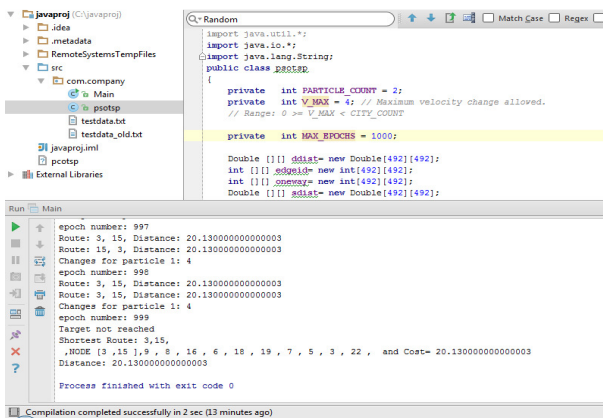 javaproj (C:\javaproj)
.idea
.metadata
RemoteSystemsTempFiles
src
com.company
Main
psotsp
testdata.txt
testdata_old.txt
javaproj.iml
pcotsp
External Libraries
Random
Match Case
Regex
import java.util.*;
import java.io.*;
import java.lang.String;
public class psotsp
{
private int PARTICLE_COUNT = 2;
private int V_MAX = 4; // Maximum velocity change allowed.
// Range: 0 >= V_MAX < CITY_COUNT
private int MAX_EPOCHS = 1000;
Double [][] ddist= new Double[492][492];
int [][] edgeid= new int[492][492];
int [][] oneway= new int[492][492];
Double [][] sdist= new Double[492][492];
Run Main
epoch number: 997
Route: 3, 15, Distance: 20.130000000000003
Route: 15, 3, Distance: 20.130000000000003
Changes for particle 1: 4
epoch number: 998
Route: 3, 15, Distance: 20.130000000000003
Route: 3, 15, Distance: 20.130000000000003
Changes for particle 1: 4
epoch number: 999
Target not reached
Shortest Route: 3,15,
,NODE [3 ,15 ],9 , 8 , 16 , 6 , 18 , 19 , 7 , 5 , 3 , 22 , and Cost= 20.130000000000003
Distance: 20.130000000000003
Process finished with exit code 0
Compilation completed successfully in 2 sec (13 minutes ago)